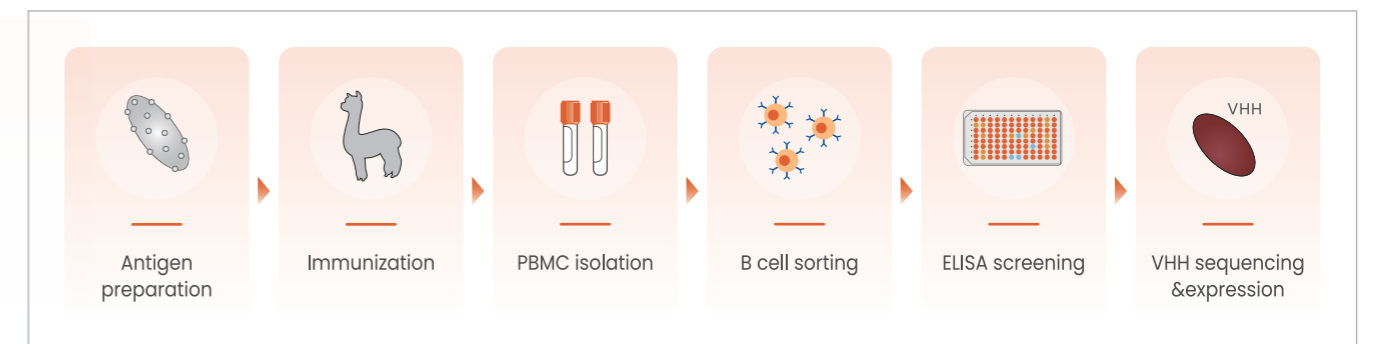 VHH
Antigen
preparation
Immunization
PBMC isolation
B cell sorting
ELISA screening
VHH sequencing
&expression